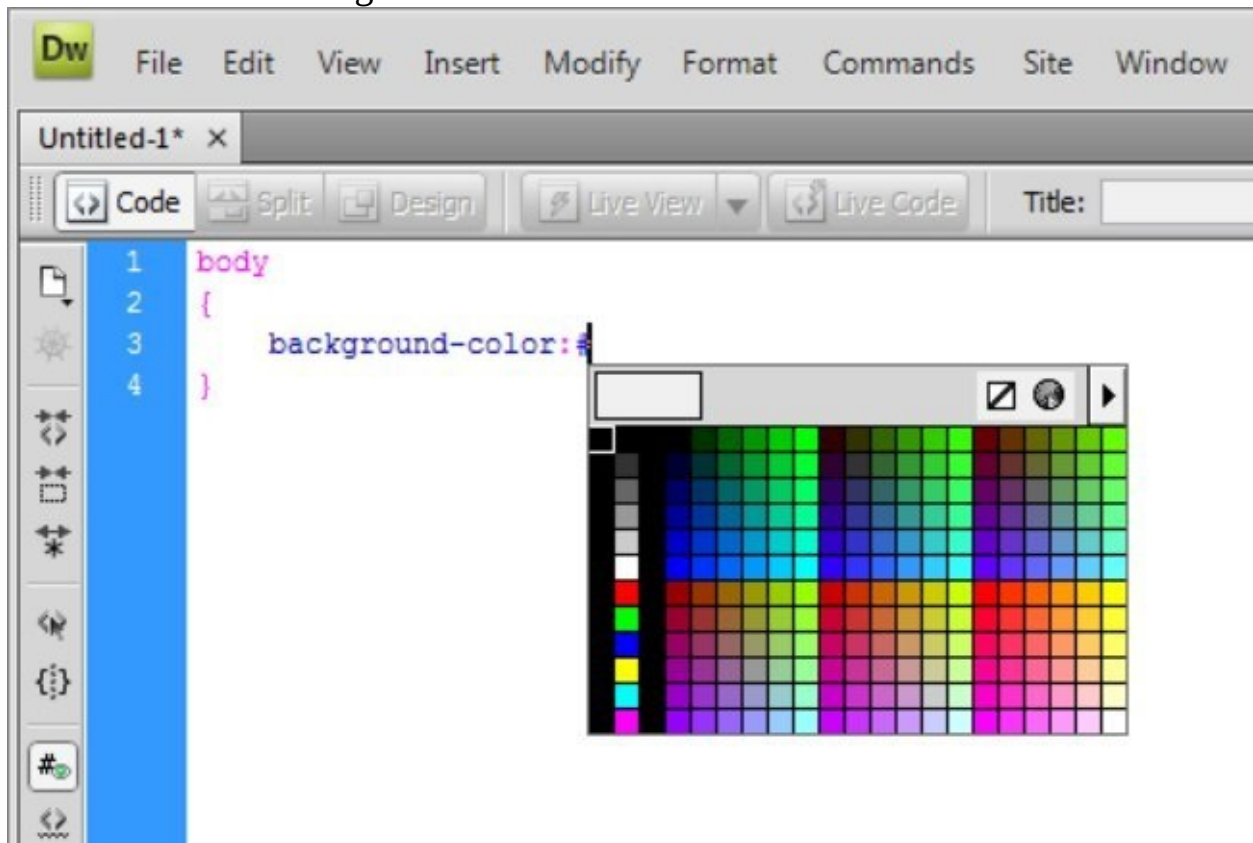 Dw File Edit View Insert Modify Format Commands Site Window
Untitled-1* ×
Code Split Design Live View Live Code Title:
1 body
2 {
3 background-color:#
4 }